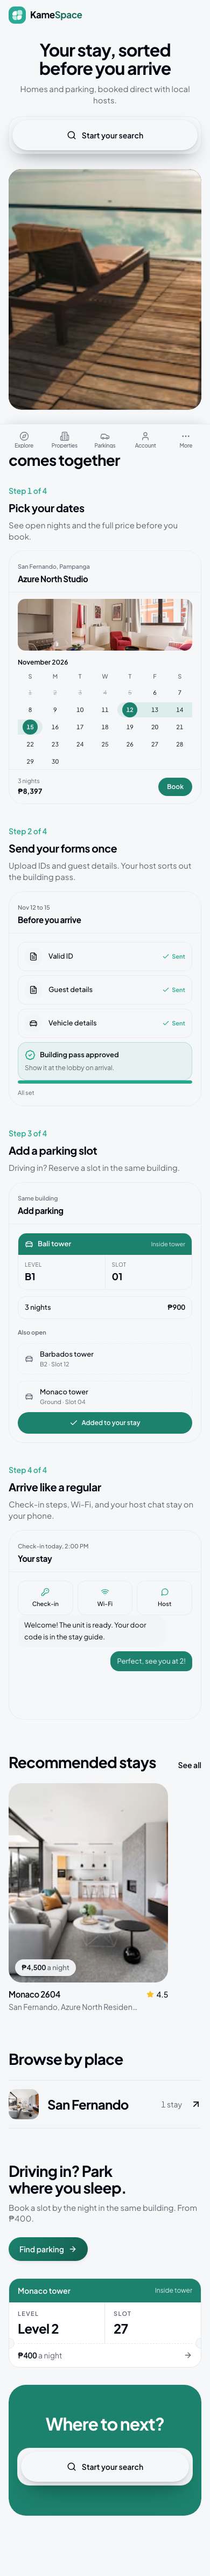 KameSpace
Your stay, sorted
before you arrive
Homes and parking, booked direct with local
hosts.
Start your search
Explore
Properties
Parkings
Account
More
comes together
Step 1 of 4
Pick your dates
See open nights and the full price before you
book.
San Fernando, Pampanga
Azure North Studio
November 2026
S M T W T F S
1 2 3 4 5 6 7
8 9 10 11 12 13 14
15 16 17 18 19 20 21
22 23 24 25 26 27 28
29 30
3 nights
₱8,397
Book
Step 2 of 4
Send your forms once
Upload IDs and guest details. Your host sorts out
the building pass.
Nov 12 to 15
Before you arrive
Valid ID
Sent
Guest details
Sent
Vehicle details
Sent
Building pass approved
Show it at the lobby on arrival.
All set
Step 3 of 4
Add a parking slot
Driving in? Reserve a slot in the same building.
Same building
Add parking
Bali tower
Inside tower
LEVEL
B1
SLOT
01
3 nights
₱900
Also open
Barbados tower
B2 · Slot 12
Monaco tower
Ground · Slot 04
Added to your stay
Step 4 of 4
Arrive like a regular
Check-in steps, Wi-Fi, and your host chat stay on
your phone.
Check-in today, 2:00 PM
Your stay
Check-in
Wi-Fi
Host
Welcome! The unit is ready. Your door
code is in the stay guide.
Perfect, see you at 2!
Recommended stays
See all
₱4,500 a night
Monaco 2604
4.5
San Fernando, Azure North Residen...
Browse by place
San Fernando
1 stay
Driving in? Park
where you sleep.
Book a slot by the night in the same building. From
₱400.
Find parking
Monaco tower
Inside tower
LEVEL
Level 2
SLOT
27
₱400 a night
Where to next?
Start your search